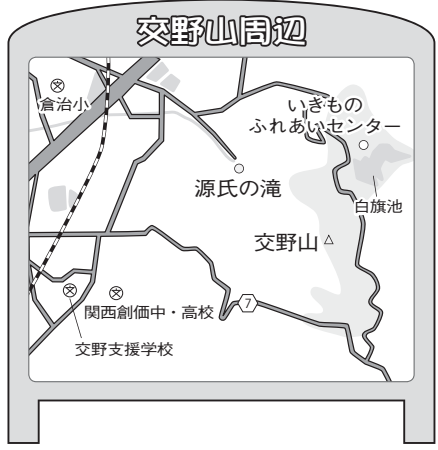 交野山周辺
倉治小
いきもの
ふれあいセンター
源氏の滝
白旗池
交野山
7
関西創価中・高校
交野支援学校